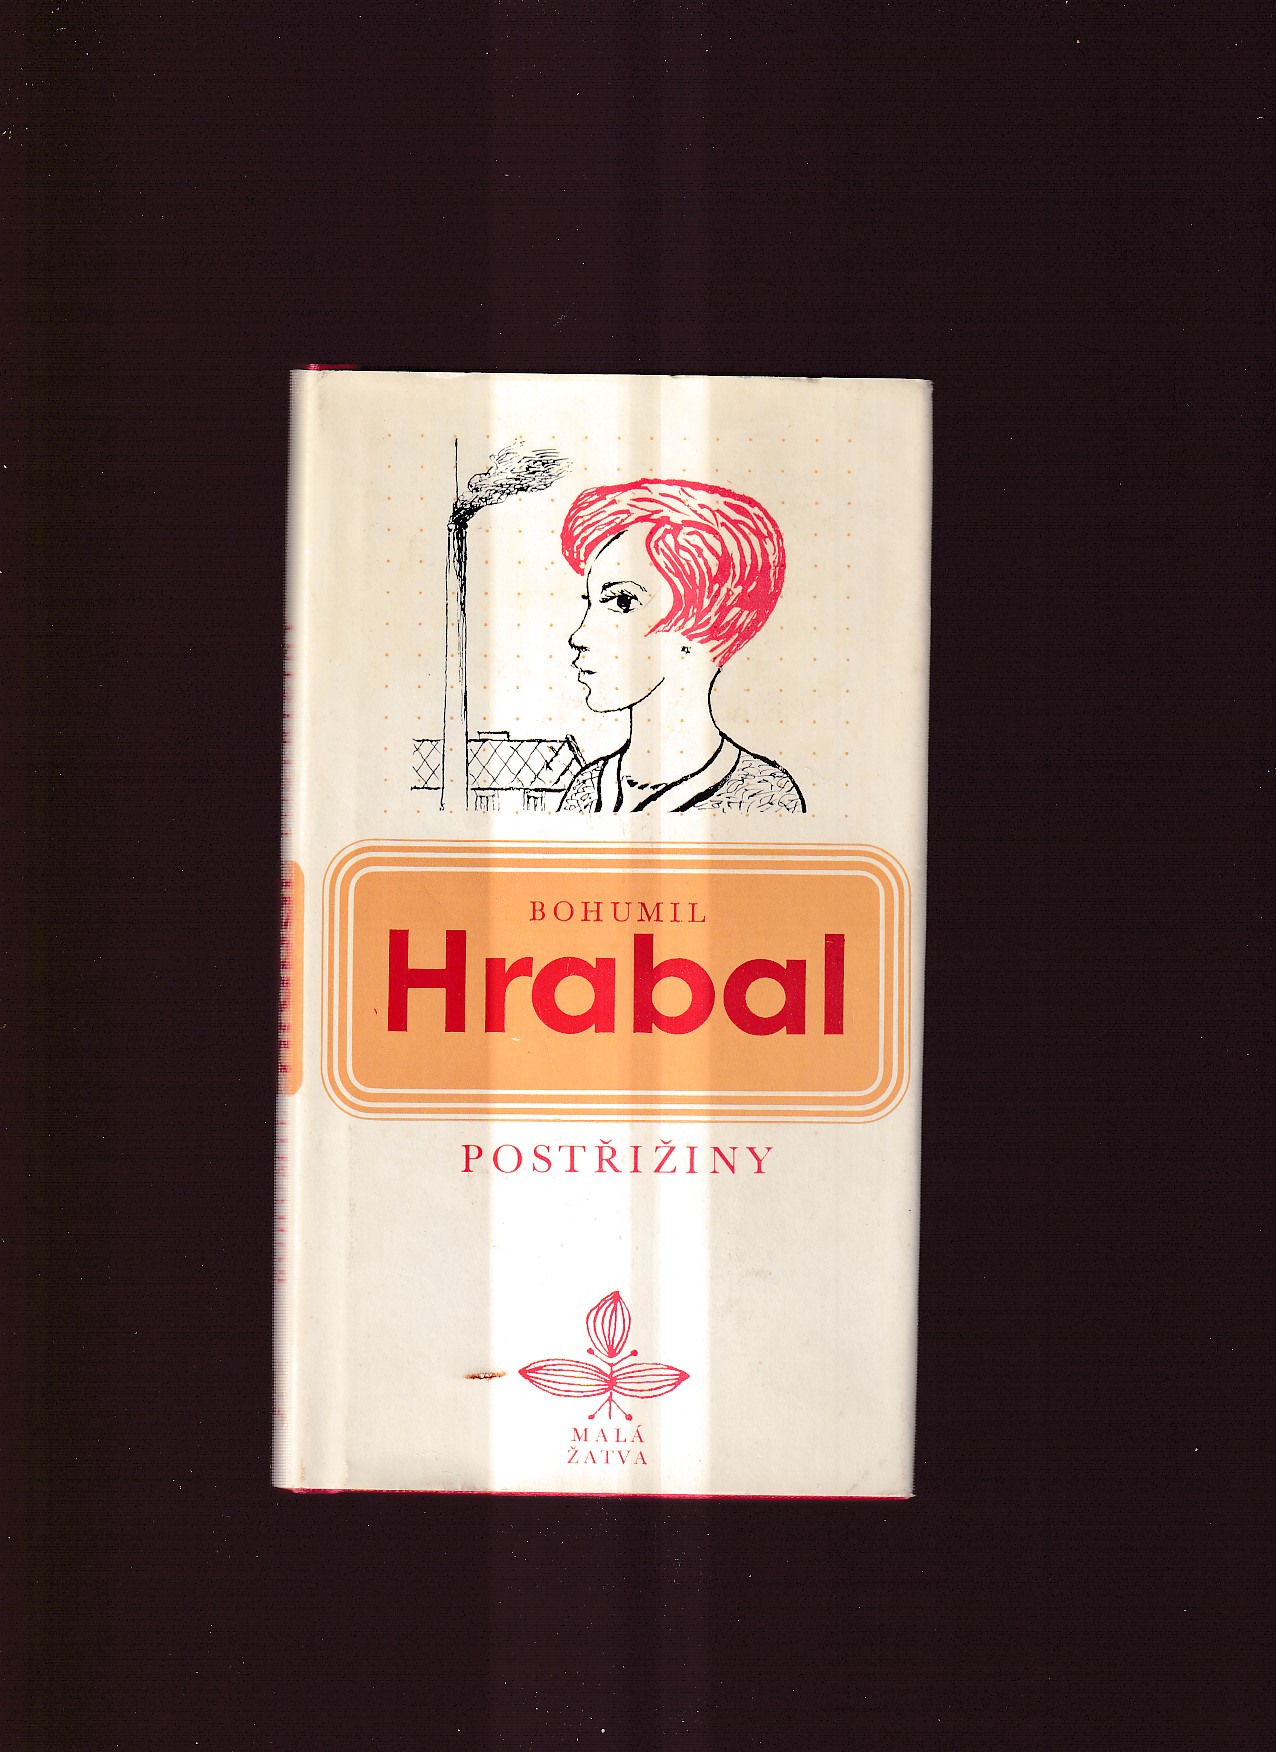 BOHUMIL
Hrabal
POSTŘIŽINY
MALÁ
ŽATVA